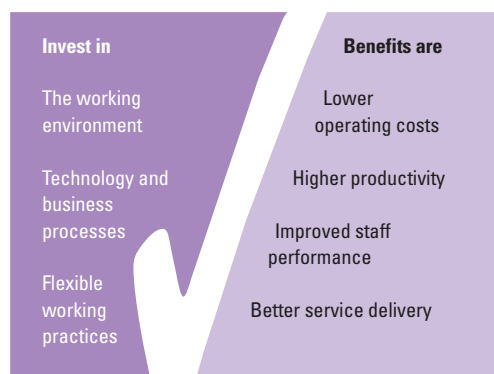 Invest in
The working
environment
Technology and
business
processes
Flexible
working
practices
Benefits are
Lower
operating costs
Higher productivity
Improved staff
performance
Better service delivery